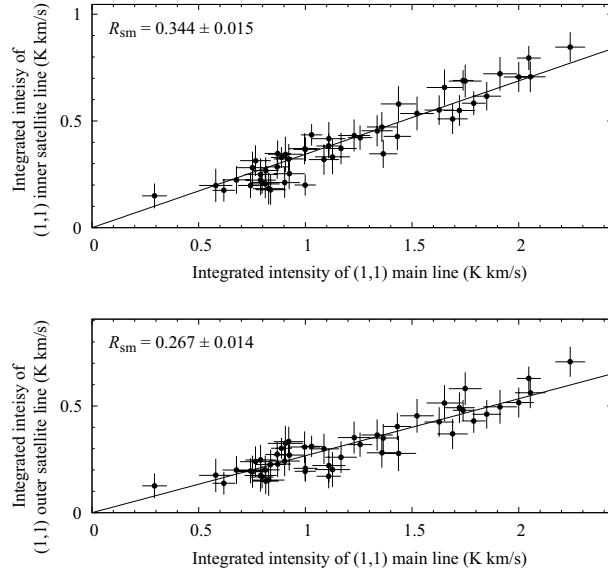 Integrated inteisy of
(1,1) inner satellite line (K km/s)
1
0.5
0
R_sm = 0.344 ± 0.015
0 0.5 1 1.5 2
Integrated intensity of (1,1) main line (K km/s)
Integrated inteisy of
(1,1) outer satellite line (K km/s)
1
0.5
0
R_sm = 0.267 ± 0.014
0 0.5 1 1.5 2
Integrated intensity of (1,1) main line (K km/s)